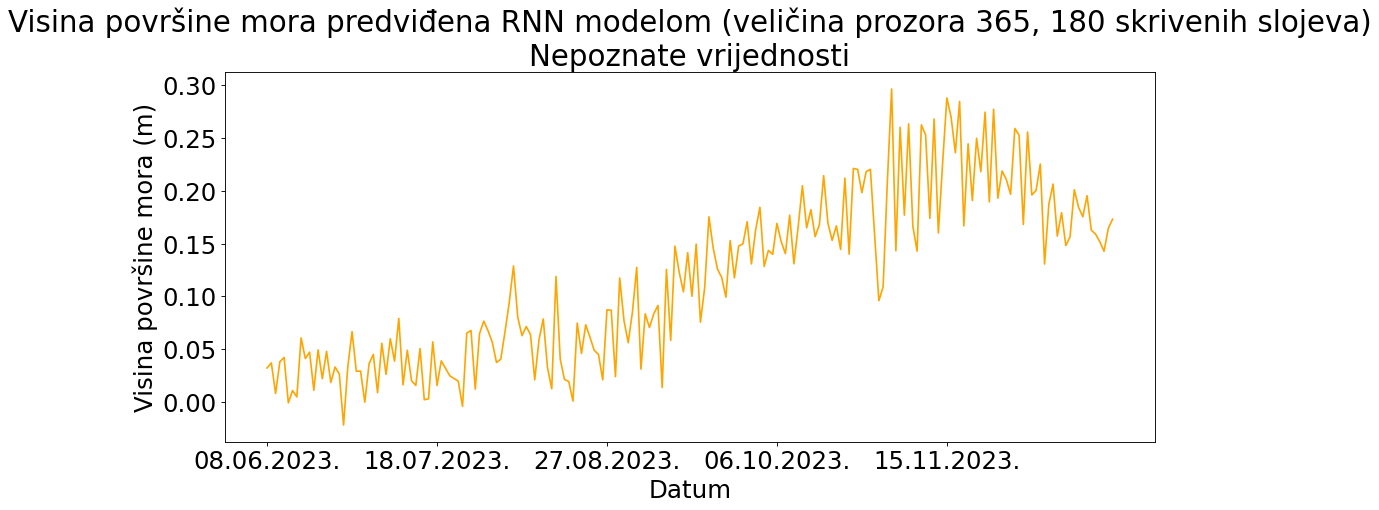 Visina površine mora predviđena RNN modelom (veličina prozora 365, 180 skrivenih slojeva)
Nepoznate vrijednosti
Visina površine mora (m)
0.30
0.25
0.20
0.15
0.10
0.05
0.00
08.06.2023. 18.07.2023. 27.08.2023. 06.10.2023. 15.11.2023.
Datum